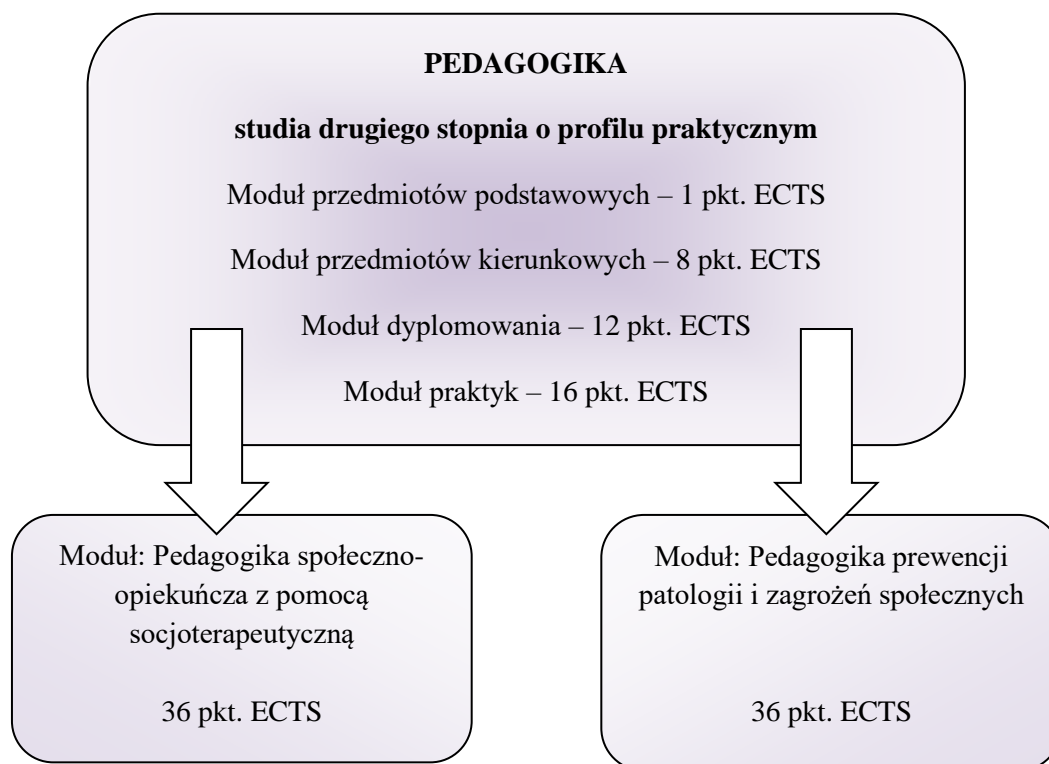 PEDAGOGIKA
studia drugiego stopnia o profilu praktycznym
Moduł przedmiotów podstawowych – 1 pkt. ECTS
Moduł przedmiotów kierunkowych – 8 pkt. ECTS
Moduł dyplomowania – 12 pkt. ECTS
Moduł praktyk – 16 pkt. ECTS
Moduł: Pedagogika społeczno-
opiekuńcza z pomocą
socjoterapeutyczną
36 pkt. ECTS
Moduł: Pedagogika prewencji
patologii i zagrożeń społecznych
36 pkt. ECTS